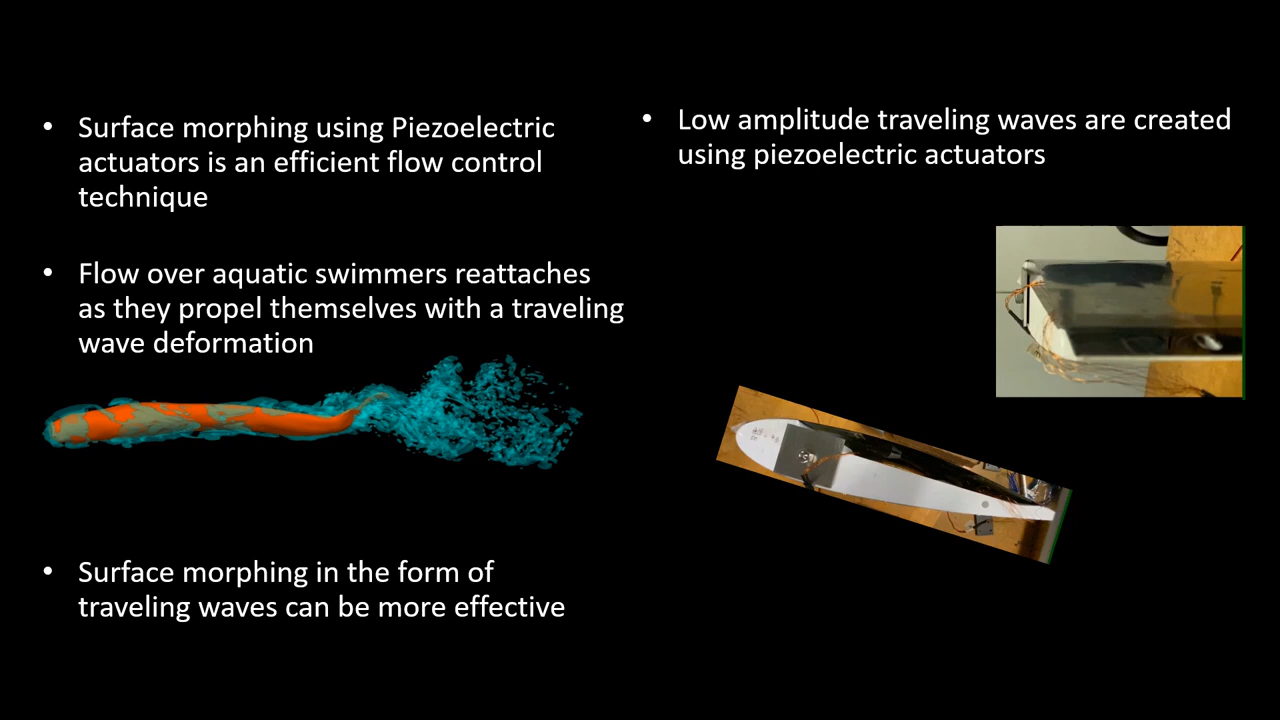 • Surface morphing using Piezoelectric
actuators is an efficient flow control
technique
• Flow over aquatic swimmers reattaches
as they propel themselves with a traveling
wave deformation
• Surface morphing in the form of
traveling waves can be more effective
• Low amplitude traveling waves are created
using piezoelectric actuators